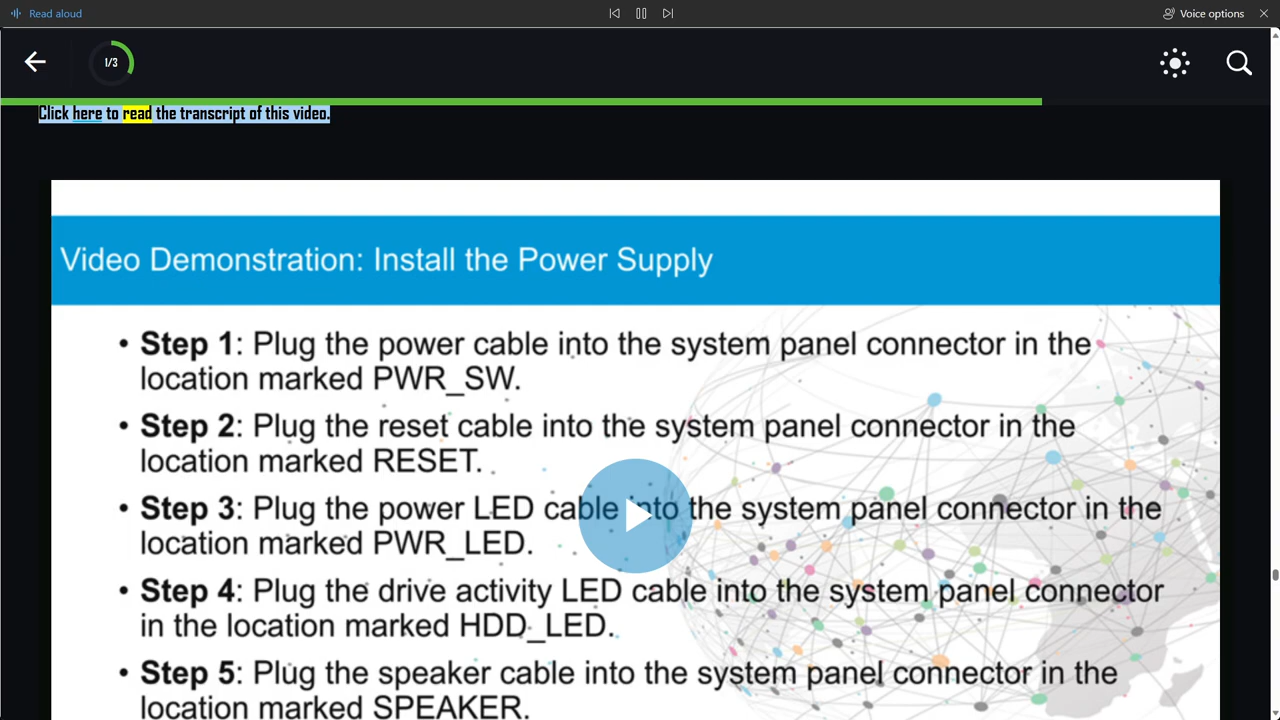 Read aloud
Voice options
1/3
Click here to read the transcript of this video.
Video Demonstration: Install the Power Supply
• Step 1: Plug the power cable into the system panel connector in the
location marked PWR_SW.
• Step 2: Plug the reset cable into the system panel connector in the
location marked RESET.
• Step 3: Plug the power LED cable into the system panel connector in the
location marked PWR_LED.
• Step 4: Plug the drive activity LED cable into the system panel connector
in the location marked HDD_LED.
• Step 5: Plug the speaker cable into the system panel connector in the
location marked SPEAKER.